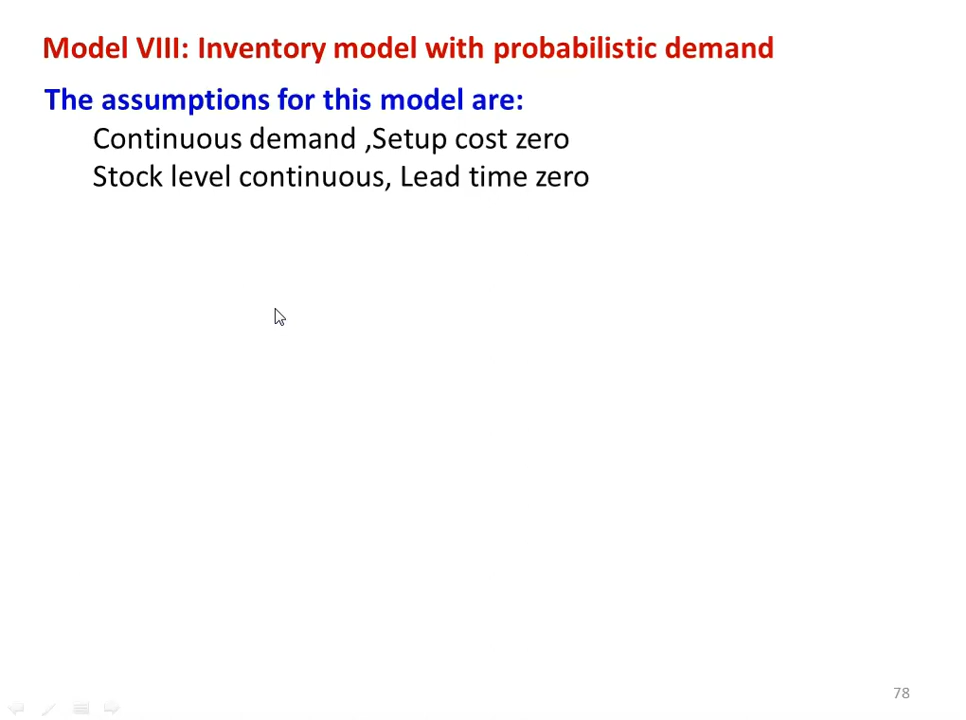 Model VIII: Inventory model with probabilistic demand
The assumptions for this model are:
Continuous demand ,Setup cost zero
Stock level continuous, Lead time zero
78